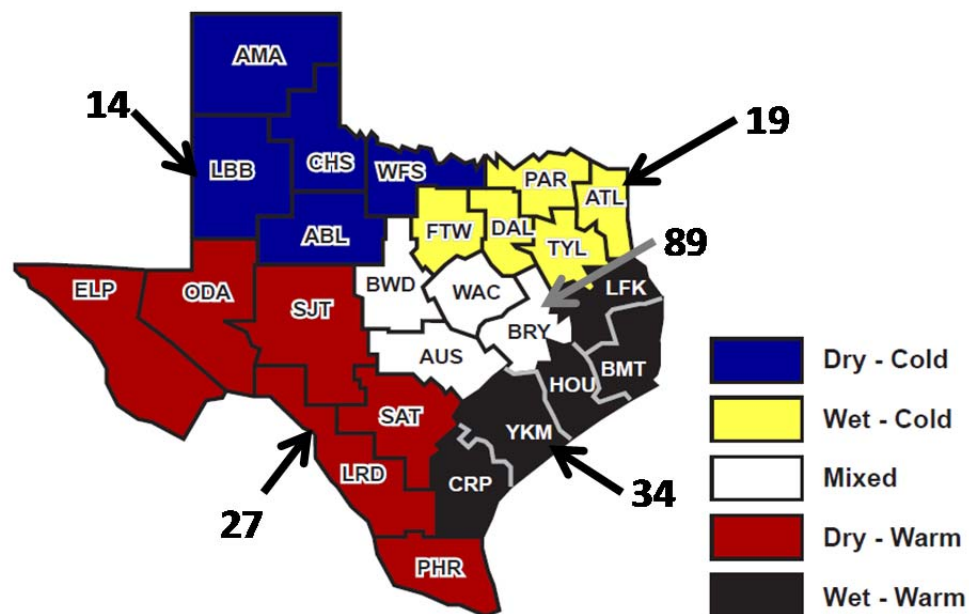 AMA
14
19
LBB
CHS
WFS
PAR
ATL
ABL
FTW
DAL
TYL
89
ELP
ODA
SJT
BWD
WAC
LFK
BRY
AUS
BMT
HOU
SAT
YKM
LRD
CRP
27
34
PHR
Dry - Cold
Wet - Cold
Mixed
Dry - Warm
Wet - Warm